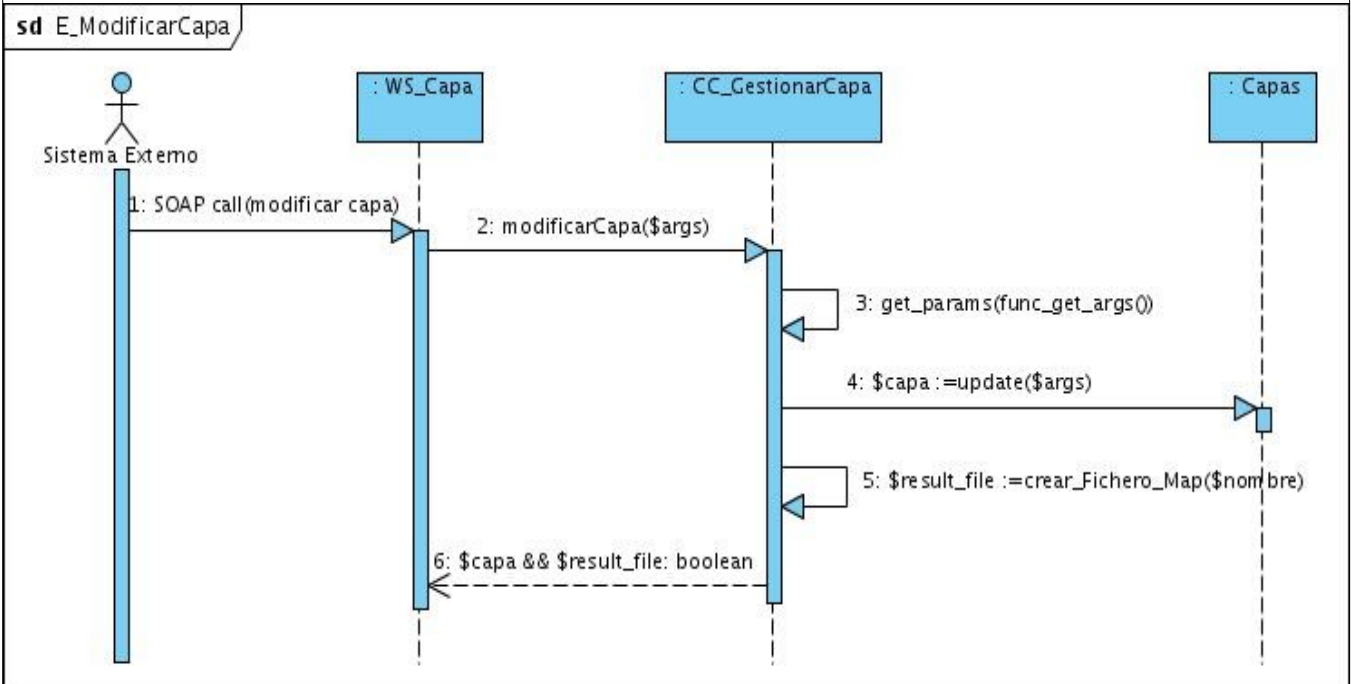 sd E_ModificarCapa
: WS_Capa
: CC_GestionarCapa
: Capas
Sistema Externo
1: SOAP call(modificar capa)
2: modificarCapa($args)
3: get_params(func_get_args())
4: $capa :=update($args)
5: $result_file :=crear_Fichero_Map($nombre)
6: $capa && $result_file: boolean